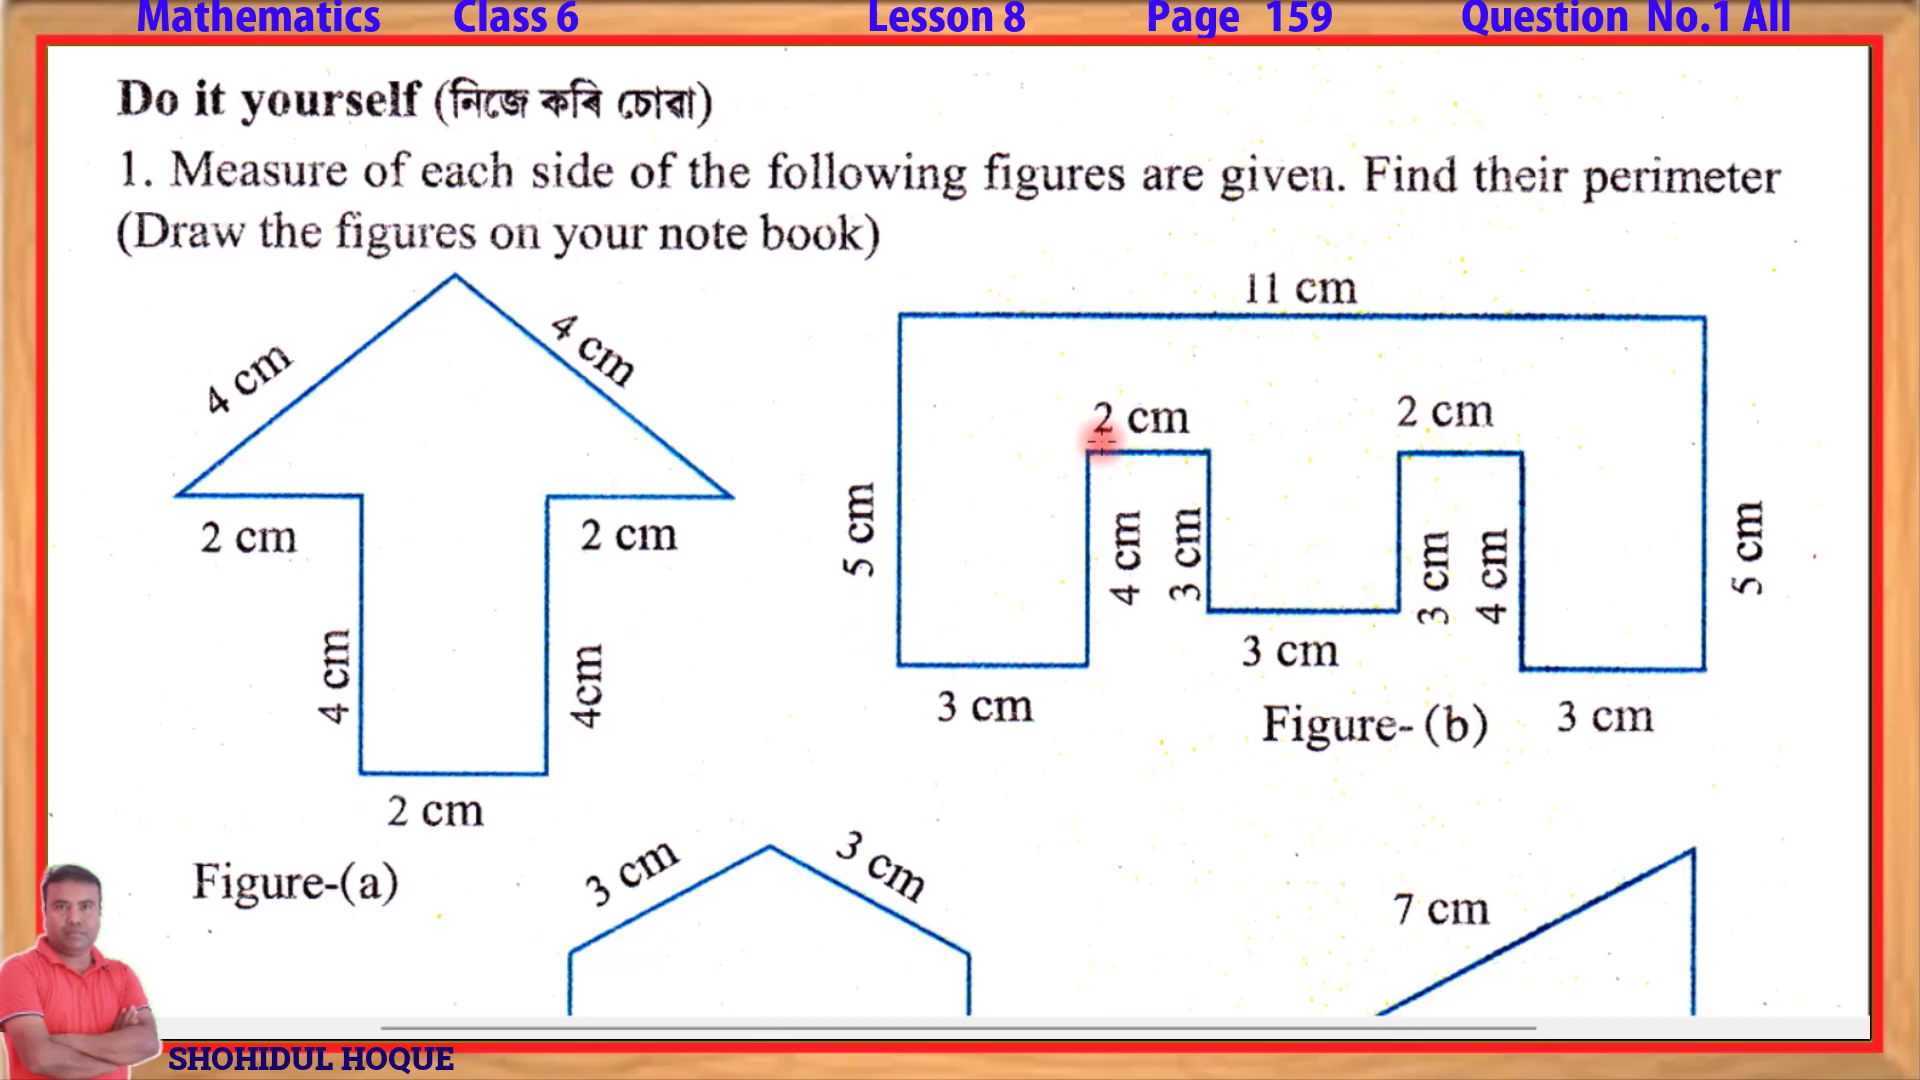 Mathematics Class 6 Lesson 8 Page 159 Question No.1 All
Do it yourself (নিজে কৰি চোৱা)
1. Measure of each side of the following figures are given. Find their perimeter
(Draw the figures on your note book)
4 cm
4 cm
2 cm
2 cm
4 cm
4cm
2 cm
Figure-(a)
11 cm
2 cm
2 cm
5 cm
4 cm
3 cm
3 cm
4 cm
5 cm
3 cm
3 cm
3 cm
Figure- (b)
3 cm
3 cm
7 cm
SHOHIDUL HOQUE